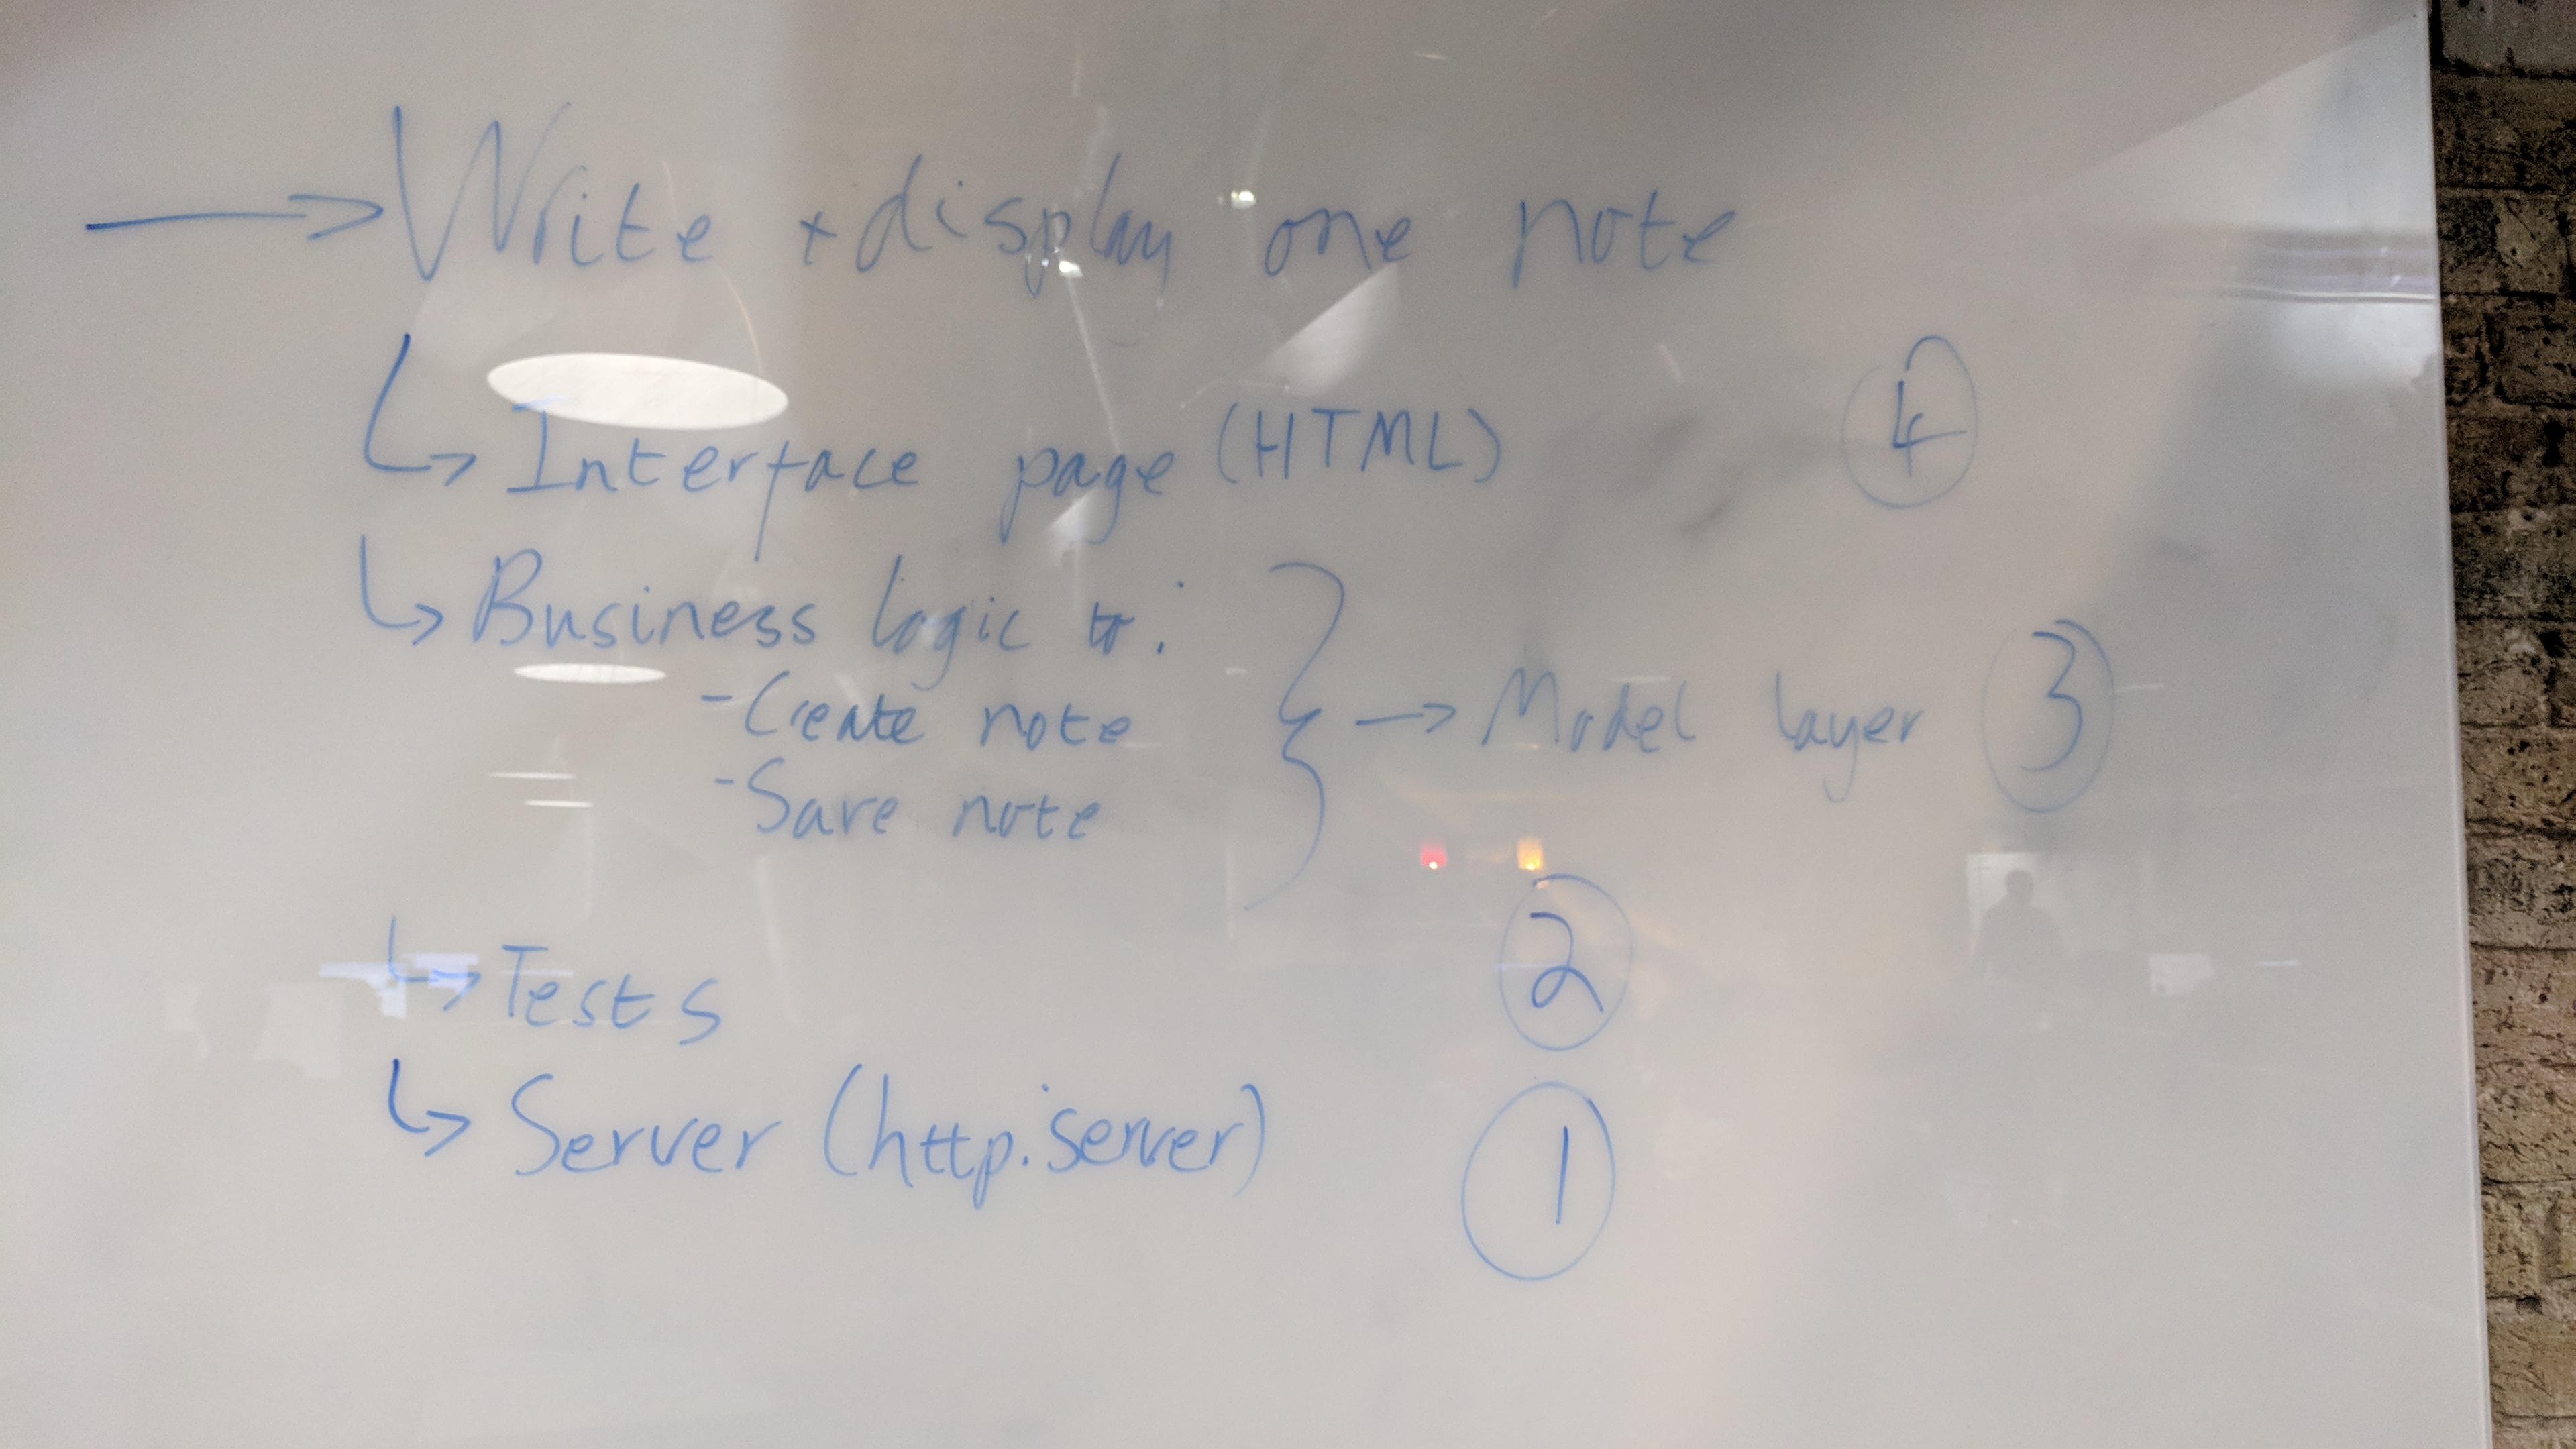 → Write + display one note
↳ Interface page (HTML) ④
↳ Business logic to:
- Create note
} → Model layer ③
- Save note
↳ Tests ②
↳ Server (http.server) ①